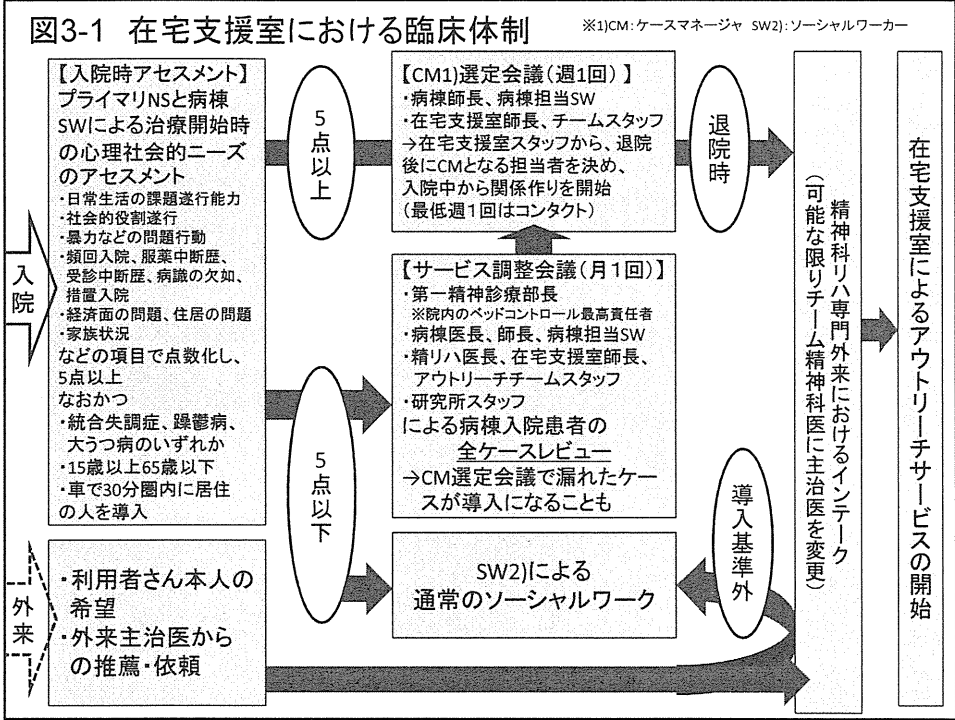 図3-1 在宅支援室における臨床体制
※1)CM:ケースマネージャ SW2):ソーシャルワーカー
入院
【入院時アセスメント】
プライマリNSと病棟
SWによる治療開始時
の心理社会的ニーズ
のアセスメント
・日常生活の課題遂行能力
・社会的役割遂行
・暴力などの問題行動
・頻回入院、服薬中断歴、
受診中断歴、病識の欠如、
措置入院
・経済面の問題、住居の問題
・家族状況
などの項目で点数化し、
5点以上
なおかつ
・統合失調症、躁鬱病、
大うつ病のいずれか
・15歳以上65歳以下
・車で30分圏内に居住
の人を導入
5点以上
【CM1)選定会議(週1回)】
・病棟師長、病棟担当SW
・在宅支援室師長、チームスタッフ
→在宅支援室スタッフから、退院
後にCMとなる担当者を決め、
入院中から関係作りを開始
(最低週1回はコンタクト)
退院時
5点以下
【サービス調整会議(月1回)】
・第一精神診療部長
※院内のベッドコントロール最高責任者
・病棟医長、師長、病棟担当SW
・精リハ医長、在宅支援室師長、
アウトリーチチームスタッフ
・研究所スタッフ
による病棟入院患者の
全ケースレビュー
→CM選定会議で漏れたケー
スが導入になることも
SW2)による
通常のソーシャルワーク
導入基準外
外来
・利用者さん本人の
希望
・外来主治医から
の推薦・依頼
精神科リハ専門外来におけるインテーク
(可能な限りチーム精神科医に主治医を変更)
在宅支援室によるアウトリーチサービスの開始